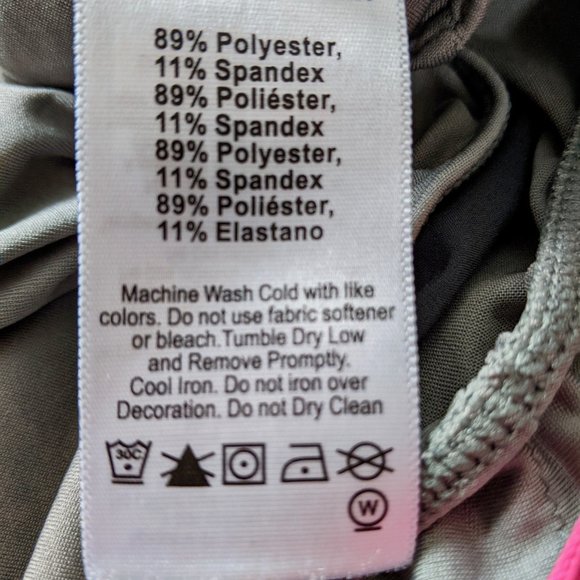 89% Polyester,
11% Spandex
89% Poliéster,
11% Spandex
89% Polyester,
11% Spandex
89% Poliéster,
11% Elastano
Machine Wash Cold with like
colors. Do not use fabric softener
or bleach.Tumble Dry Low
and Remove Promptly.
Cool Iron. Do not iron over
Decoration. Do not Dry Clean
30C
W